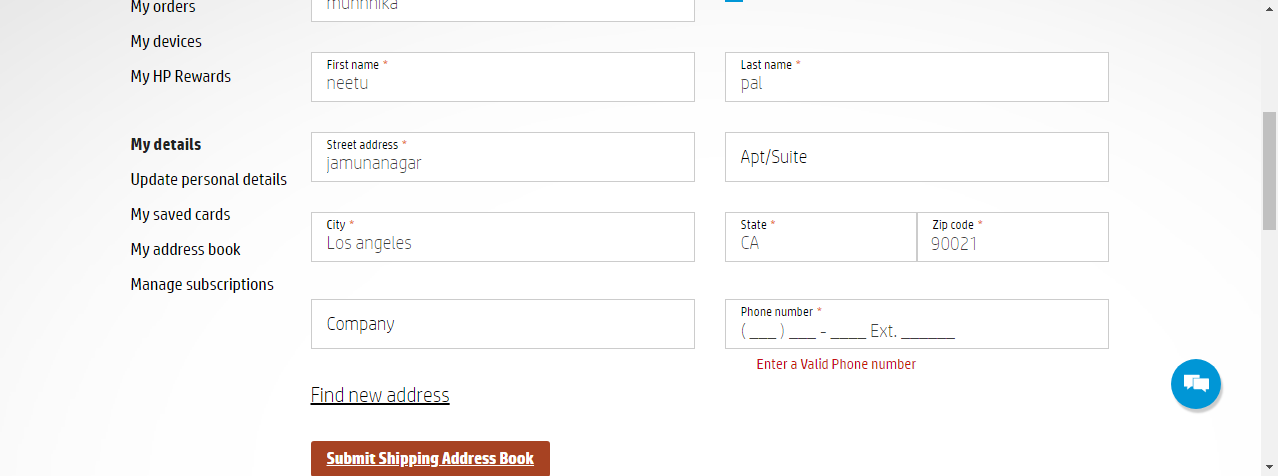 My orders
munnnika
My devices
My HP Rewards
My details
Update personal details
My saved cards
My address book
Manage subscriptions
First name *
neetu
Last name *
pal
Street address *
jamunanagar
Apt/Suite
City *
Los angeles
State *
CA
Zip code *
90021
Company
Phone number *
( ___ ) ___ - ____ Ext. ______
Enter a Valid Phone number
Find new address
Submit Shipping Address Book